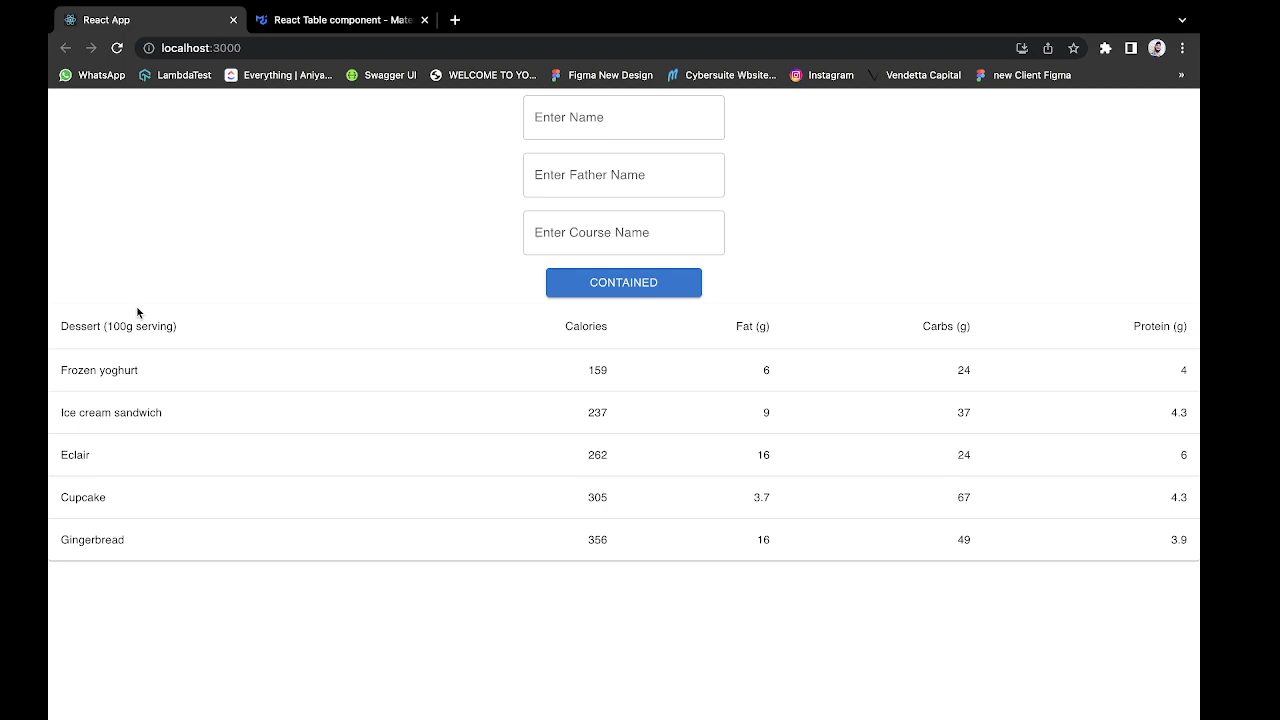 React App
React Table component - Mate
localhost:3000
WhatsApp LambdaTest Everything | Aniya... Swagger UI WELCOME TO YO... Figma New Design Cybersuite Wbsit... Instagram Vendetta Capital new Client Figma »
Enter Name
Enter Father Name
Enter Course Name
CONTAINED
Dessert (100g serving) Calories Fat (g) Carbs (g) Protein (g)
Frozen yoghurt 159 6 24 4
Ice cream sandwich 237 9 37 4.3
Eclair 262 16 24 6
Cupcake 305 3.7 67 4.3
Gingerbread 356 16 49 3.9